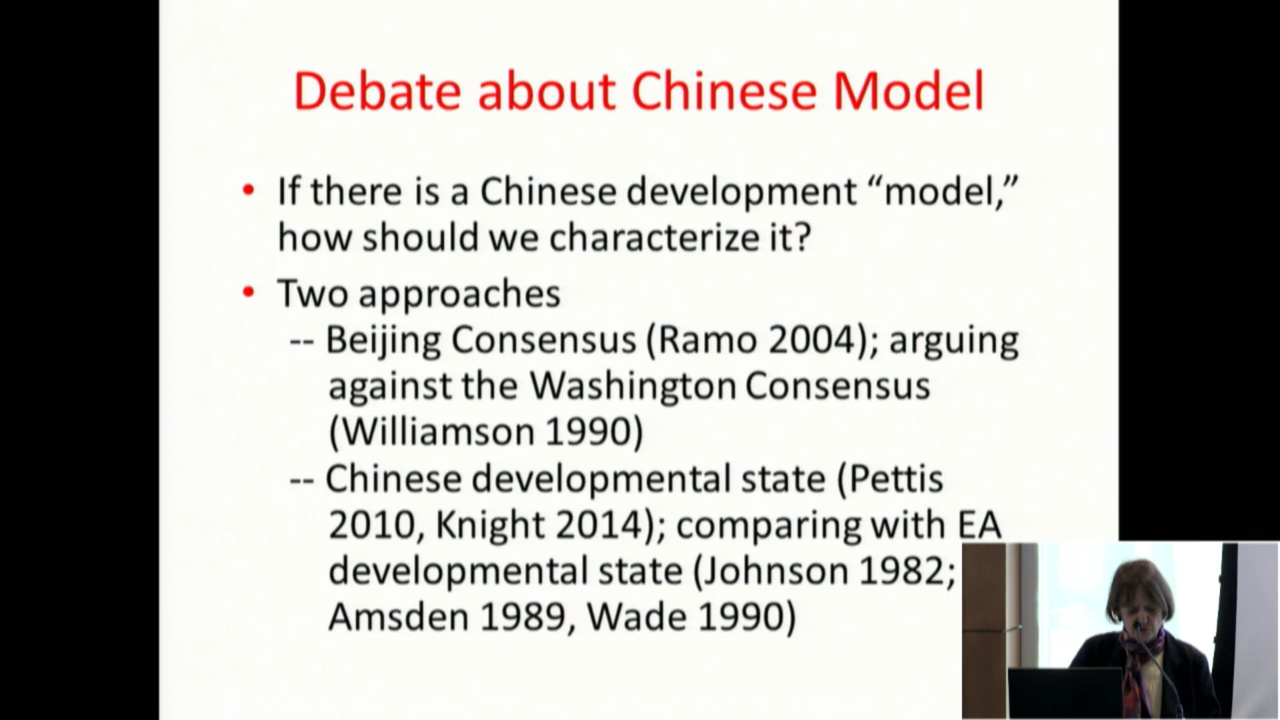 Debate about Chinese Model
• If there is a Chinese development “model,”
how should we characterize it?
• Two approaches
-- Beijing Consensus (Ramo 2004); arguing
against the Washington Consensus
(Williamson 1990)
-- Chinese developmental state (Pettis
2010, Knight 2014); comparing with EA
developmental state (Johnson 1982;
Amsden 1989, Wade 1990)